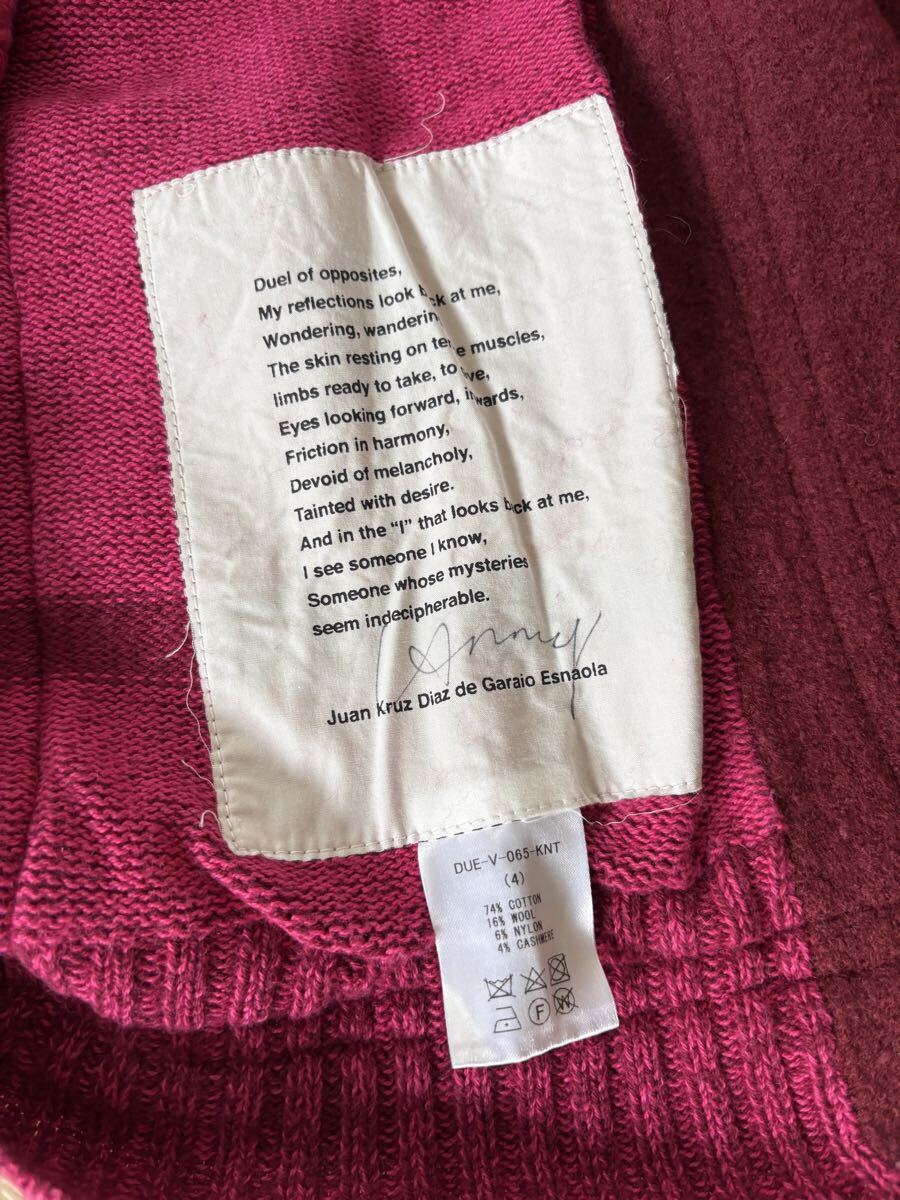 Duel of opposites,
My reflections look back at me,
Wondering, wandering
The skin resting on tense muscles,
limbs ready to take, to give,
Eyes looking forward, inwards,
Friction in harmony,
Devoid of melancholy,
Tainted with desire.
And in the “I” that looks back at me,
I see someone I know,
Someone whose mysteries
seem indecipherable.
Juan Kruz Diaz de Garaio Esnaola
DUE-V-065-KNT
(4)
74% COTTON
16% WOOL
6% NYLON
4% CASHMERE
F W